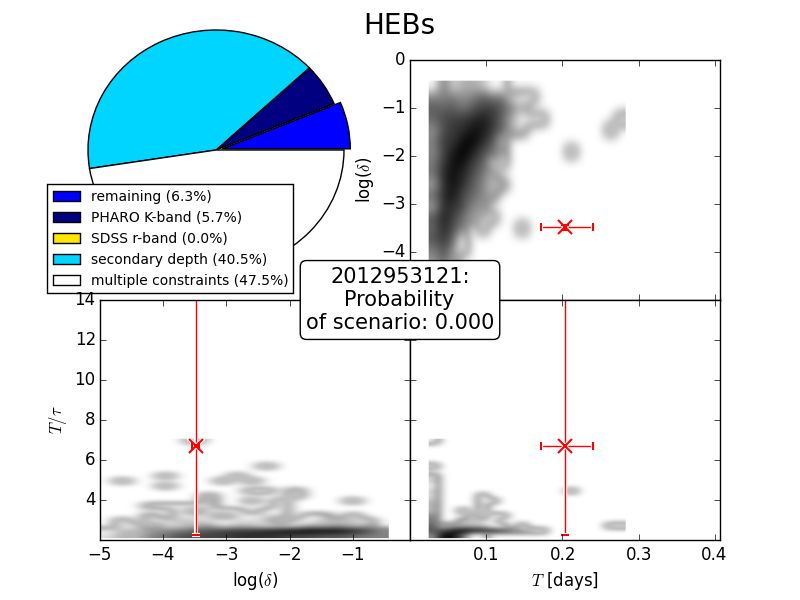 HEBs
remaining (6.3%)
PHARO K-band (5.7%)
SDSS r-band (0.0%)
secondary depth (40.5%)
multiple constraints (47.5%)
0
−1
−2
−3
−4
log(δ)
2012953121:
Probability
of scenario: 0.000
14
12
10
8
6
4
T/τ
−5 −4 −3 −2 −1
log(δ)
0.1 0.2 0.3 0.4
T [days]